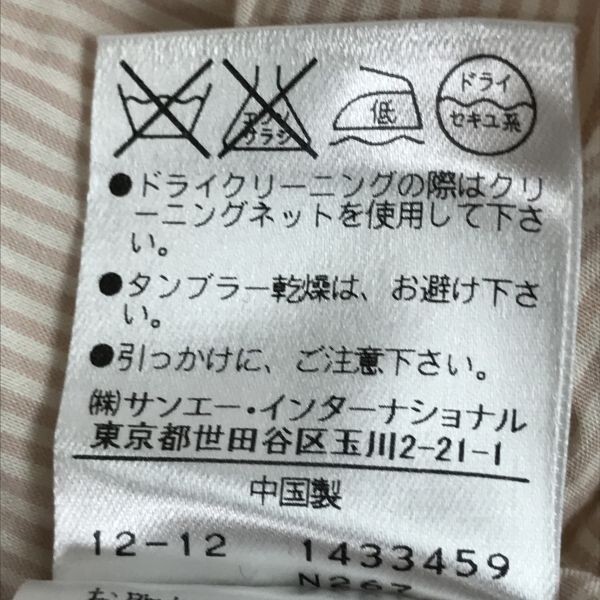 エンソ
サラシ
低
ドライ
セキユ系
●ドライクリーニングの際はクリ
ーニングネットを使用して下さ
い。
●タンブラー乾燥は、お避け下さ
い。
●引っかけに、ご注意下さい。
㈱サンエー・インターナショナル
東京都世田谷区玉川2-21-1
中国製
12-12 1433459
N267